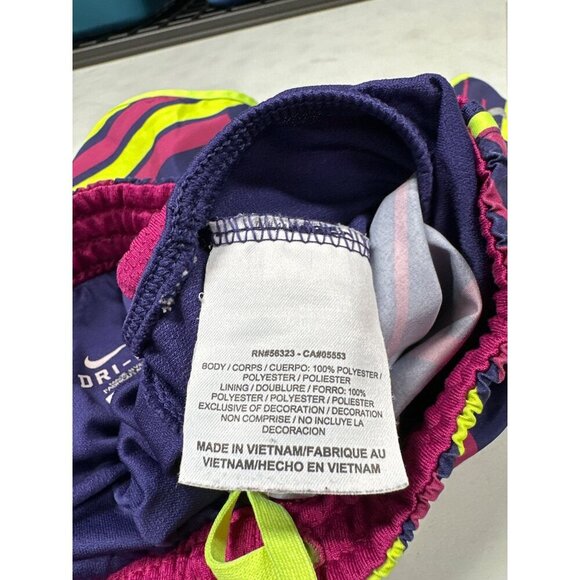 RN#56323 - CA#05553
BODY / CORPS / CUERPO: 100% POLYESTER
/ POLYESTER / POLIESTER
LINING / DOUBLURE / FORRO: 100%
POLYESTER / POLYESTER / POLIESTER
EXCLUSIVE OF DECORATION / DECORATION
NON COMPRISE / NO INCLUYE LA
DECORACION
MADE IN VIETNAM/FABRIQUE AU
VIETNAM/HECHO EN VIETNAM
DRI-